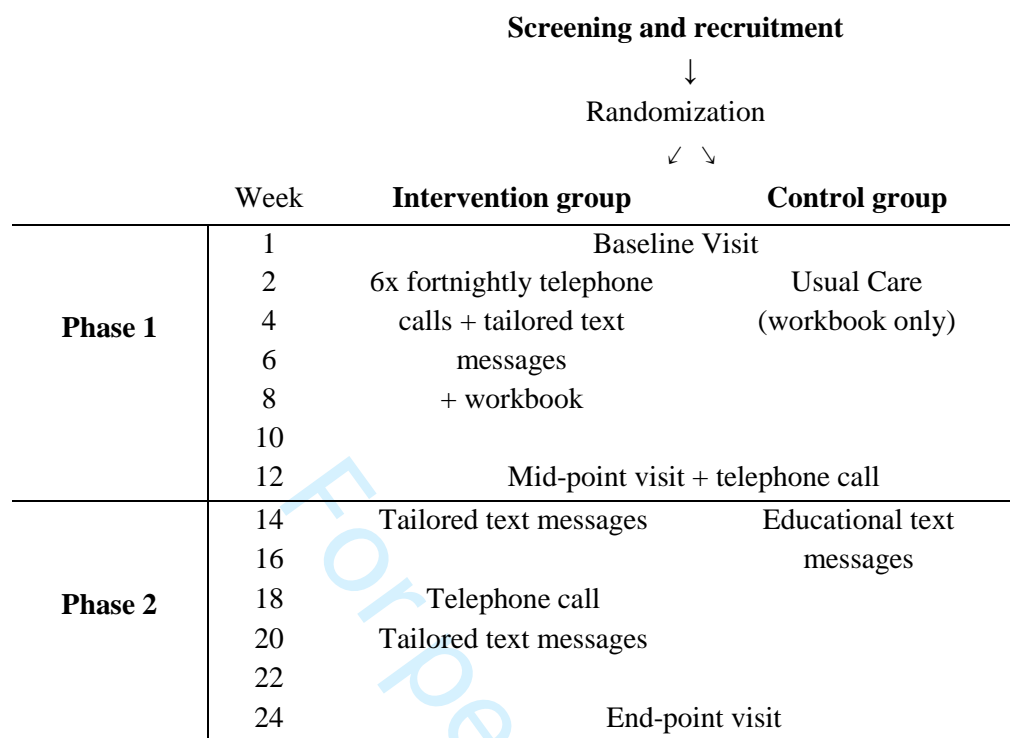 Screening and recruitment
↓
Randomization
↙ ↘
Week Intervention group Control group
1 Baseline Visit
2 6x fortnightly telephone Usual Care
Phase 1 4 calls + tailored text (workbook only)
6 messages
8 + workbook
10
12 Mid-point visit + telephone call
14 Tailored text messages Educational text
16 messages
Phase 2 18 Telephone call
20 Tailored text messages
22
24 End-point visit
For pe